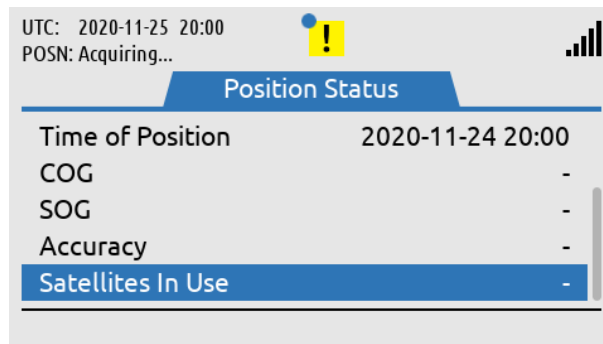 UTC: 2020-11-25 20:00
POSN: Acquiring...
!
Position Status
Time of Position 2020-11-24 20:00
COG -
SOG -
Accuracy -
Satellites In Use -